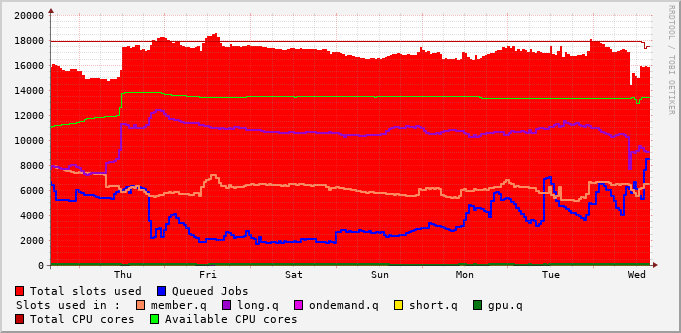 20000
18000
16000
14000
12000
10000
8000
6000
4000
2000
0
Thu Fri Sat Sun Mon Tue Wed
Total slots used Queued Jobs
Slots used in : member.q long.q ondemand.q short.q gpu.q
Total CPU cores Available CPU cores
RRDTOOL / TOBI OETIKER